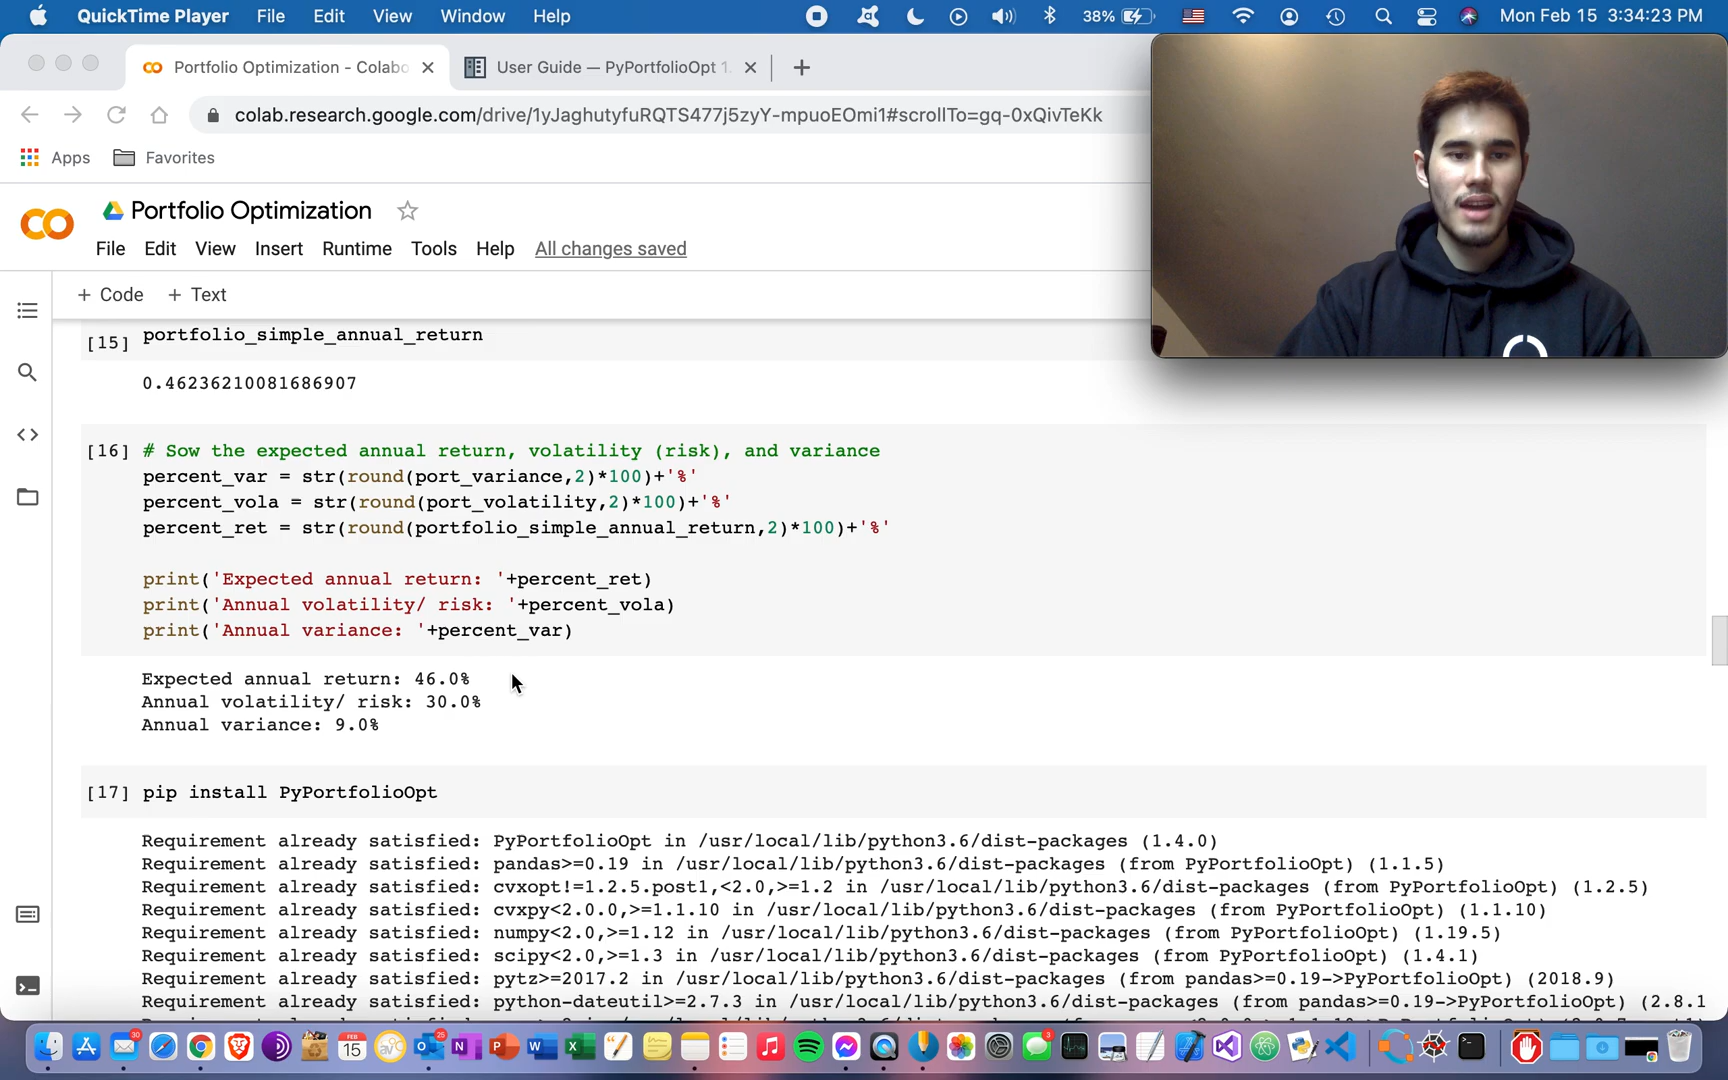 QuickTime Player File Edit View Window Help 38% Mon Feb 15 3:34:23 PM
Portfolio Optimization - Colabo
User Guide — PyPortfolioOpt 1.
colab.research.google.com/drive/1yJaghutyfuRQTS477j5zyY-mpuoEOmi1#scrollTo=gq-0xQivTeKk
Apps Favorites
Portfolio Optimization
File Edit View Insert Runtime Tools Help All changes saved
+ Code + Text
[15] portfolio_simple_annual_return
0.46236210081686907
[16] # Sow the expected annual return, volatility (risk), and variance
percent_var = str(round(port_variance,2)*100)+'%'
percent_vola = str(round(port_volatility,2)*100)+'%'
percent_ret = str(round(portfolio_simple_annual_return,2)*100)+'%'
print('Expected annual return: '+percent_ret)
print('Annual volatility/ risk: '+percent_vola)
print('Annual variance: '+percent_var)
Expected annual return: 46.0%
Annual volatility/ risk: 30.0%
Annual variance: 9.0%
[17] pip install PyPortfolioOpt
Requirement already satisfied: PyPortfolioOpt in /usr/local/lib/python3.6/dist-packages (1.4.0)
Requirement already satisfied: pandas>=0.19 in /usr/local/lib/python3.6/dist-packages (from PyPortfolioOpt) (1.1.5)
Requirement already satisfied: cvxopt!=1.2.5.post1,<2.0,>=1.2 in /usr/local/lib/python3.6/dist-packages (from PyPortfolioOpt) (1.2.5)
Requirement already satisfied: cvxpy<2.0.0,>=1.1.10 in /usr/local/lib/python3.6/dist-packages (from PyPortfolioOpt) (1.1.10)
Requirement already satisfied: numpy<2.0,>=1.12 in /usr/local/lib/python3.6/dist-packages (from PyPortfolioOpt) (1.19.5)
Requirement already satisfied: scipy<2.0,>=1.3 in /usr/local/lib/python3.6/dist-packages (from PyPortfolioOpt) (1.4.1)
Requirement already satisfied: pytz>=2017.2 in /usr/local/lib/python3.6/dist-packages (from pandas>=0.19->PyPortfolioOpt) (2018.9)
Requirement already satisfied: python-dateutil>=2.7.3 in /usr/local/lib/python3.6/dist-packages (from pandas>=0.19->PyPortfolioOpt) (2.8.1